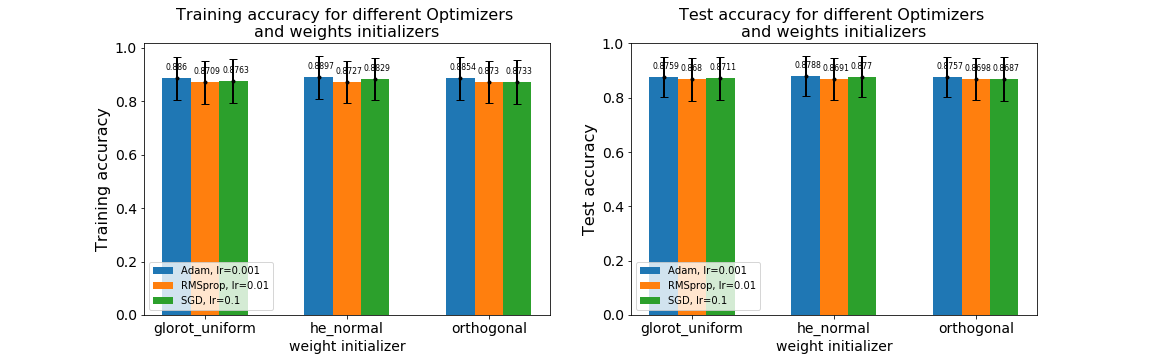 Training accuracy for different Optimizers
and weights initializers
Training accuracy
1.0
0.8
0.6
0.4
0.2
0.0
0.886
0.8709
0.8763
0.8897
0.8727
0.8829
0.8854
0.873
0.8733
Adam, lr=0.001
RMSprop, lr=0.01
SGD, lr=0.1
glorot_uniform
he_normal
orthogonal
weight initializer
Test accuracy for different Optimizers
and weights initializers
Test accuracy
1.0
0.8
0.6
0.4
0.2
0.0
0.8759
0.868
0.8711
0.8788
0.8691
0.877
0.8757
0.8698
0.8687
Adam, lr=0.001
RMSprop, lr=0.01
SGD, lr=0.1
glorot_uniform
he_normal
orthogonal
weight initializer